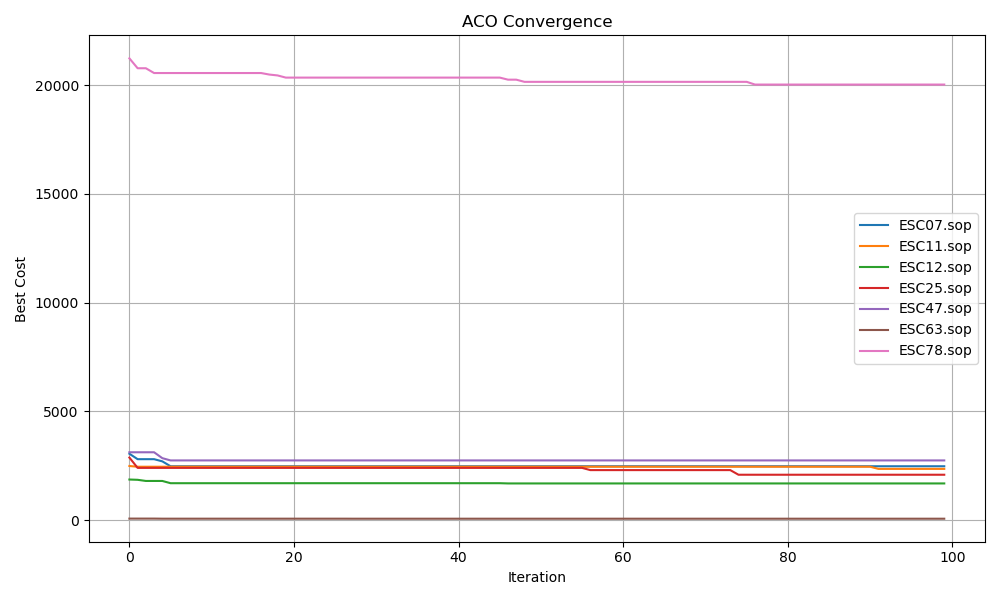 ACO Convergence
Best Cost
20000
15000
10000
5000
0
ESC07.sop
ESC11.sop
ESC12.sop
ESC25.sop
ESC47.sop
ESC63.sop
ESC78.sop
0 20 40 60 80 100
Iteration